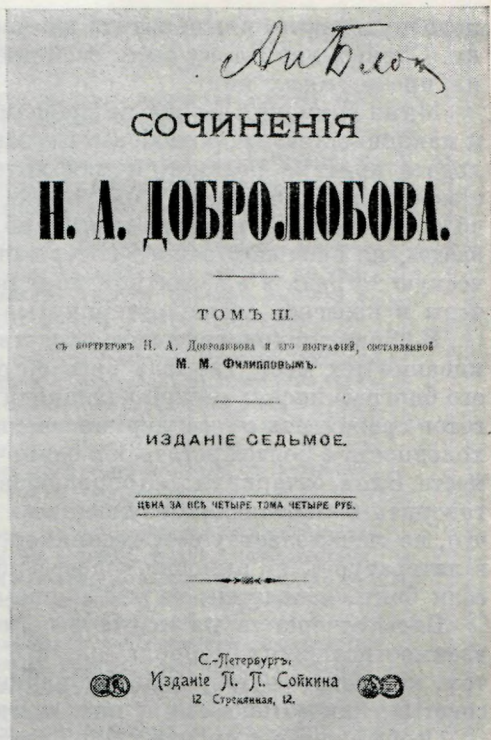 Ал Блок
СОЧИНЕНІЯ
Н. А. ДОБРОЛЮБОВА.
ТОМЪ III.
СЪ ПОРТРЕТОМЪ Н. А. ДОБРОЛЮБОВА И ЕГО БІОГРАФІЕЙ, СОСТАВЛЕННОЙ
М. М. Филипповымъ.
ИЗДАНІЕ СЕДЬМОЕ.
ЦѢНА ЗА ВСѢ ЧЕТЫРЕ ТОМА ЧЕТЫРЕ РУБ.
С.-Петербургъ.
Изданіе П. П. Сойкина
12 Стремянная, 12.